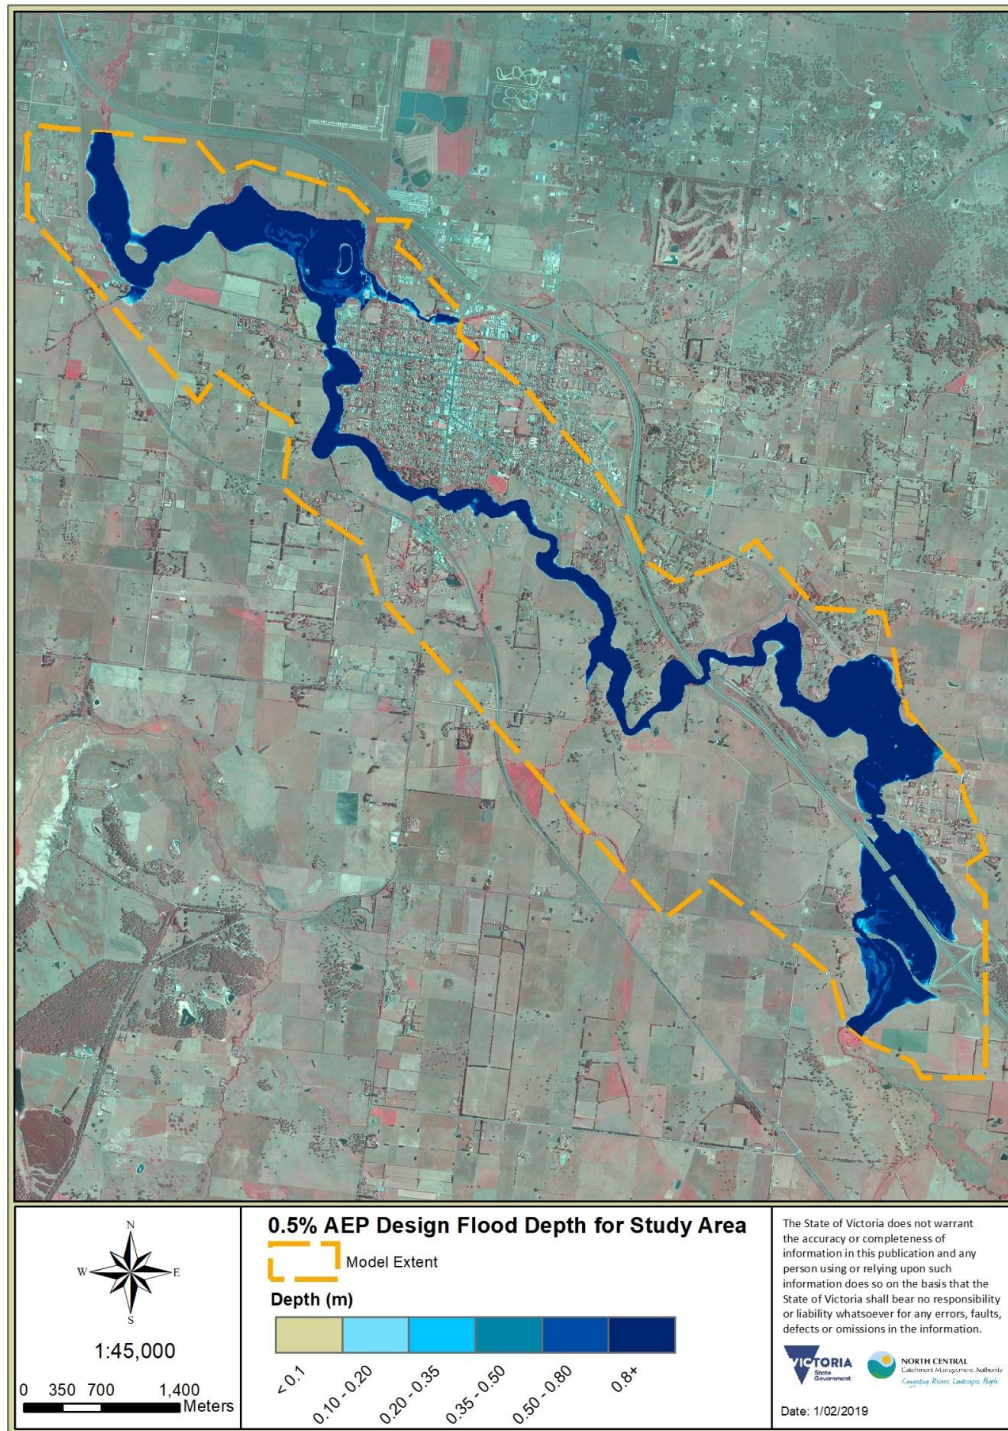 N
W
E
S
1:45,000
0 350 700 1,400
Meters
0.5% AEP Design Flood Depth for Study Area
Model Extent
Depth (m)
< 0.1
0.10 - 0.20
0.20 - 0.35
0.35 - 0.50
0.50 - 0.80
0.8+
The State of Victoria does not warrant
the accuracy or completeness of
information in this publication and any
person using or relying upon such
information does so on the basis that the
State of Victoria shall bear no responsibility
or liability whatsoever for any errors, faults,
defects or omissions in the information.
VICTORIA
State
Government
NORTH CENTRAL
Catchment Management Authority
Connecting Rivers, Landscapes, People
Date: 1/02/2019